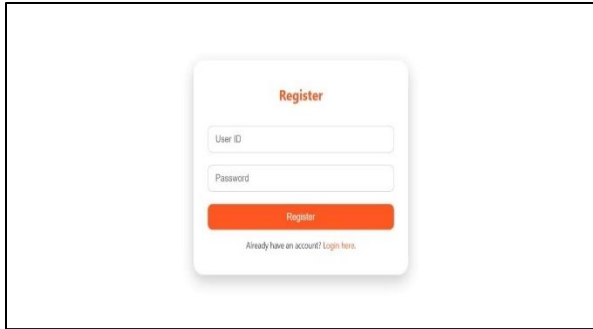 Register
User ID
Password
Register
Already have an account? Login here.